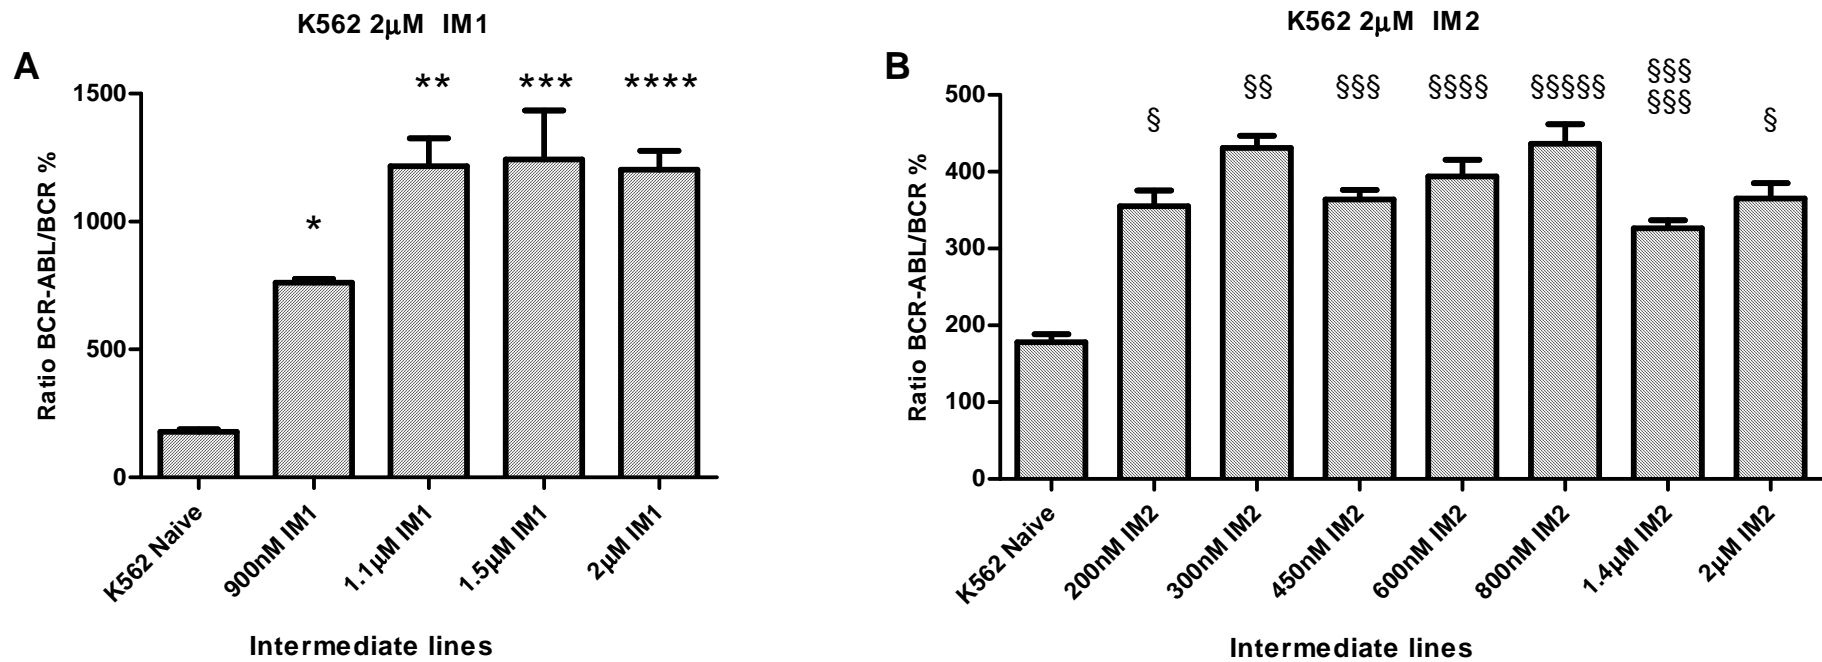 K562 2μM IM1
A
** *** ****
*
1500
1000
500
0
Ratio BCR-ABL/BCR %
K562 Naive
900nM IM1
1.1μM IM1
1.5μM IM1
2μM IM1
Intermediate lines
K562 2μM IM2
B
§§§
§§ §§§ §§§§ §§§§§ §§§
§ §
500
400
300
200
100
0
Ratio BCR-ABL/BCR %
K562 Naive
200nM IM2
300nM IM2
450nM IM2
600nM IM2
800nM IM2
1.4μM IM2
2μM IM2
Intermediate lines